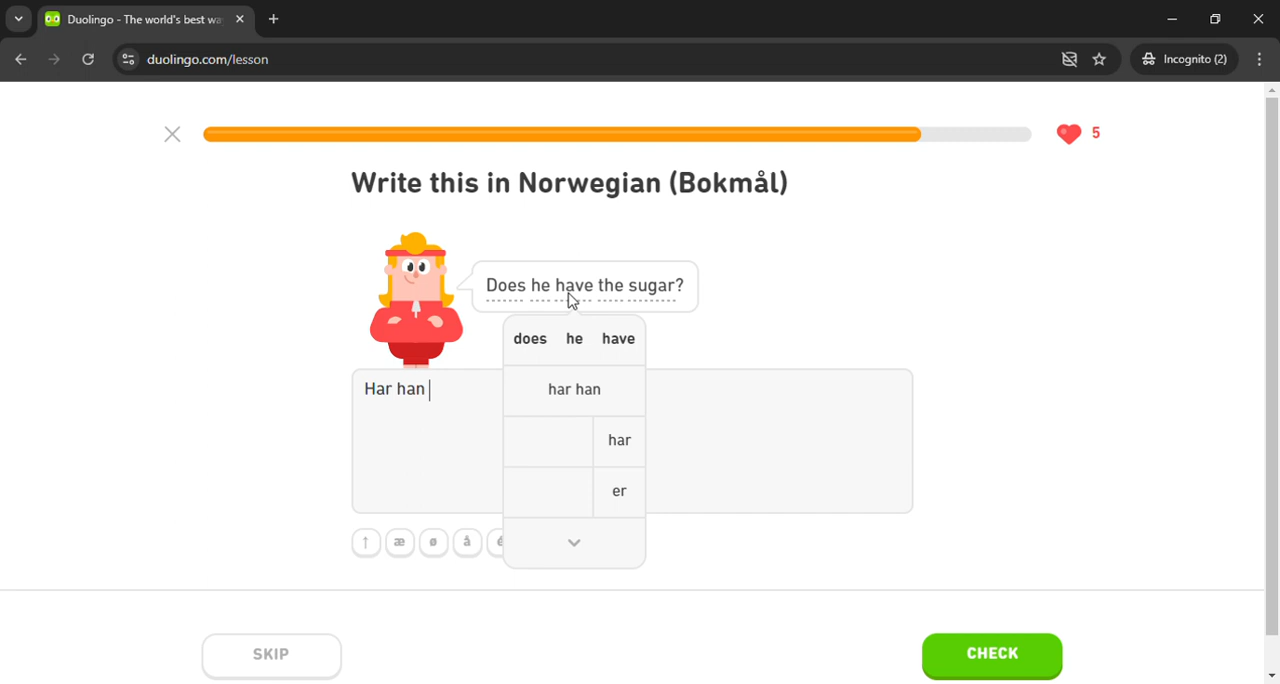 Duolingo - The world's best wa
duolingo.com/lesson
Incognito (2)
5
Write this in Norwegian (Bokmål)
Does he have the sugar?
does he have
har han
har
er
Har han
↑ æ ø å é
SKIP
CHECK